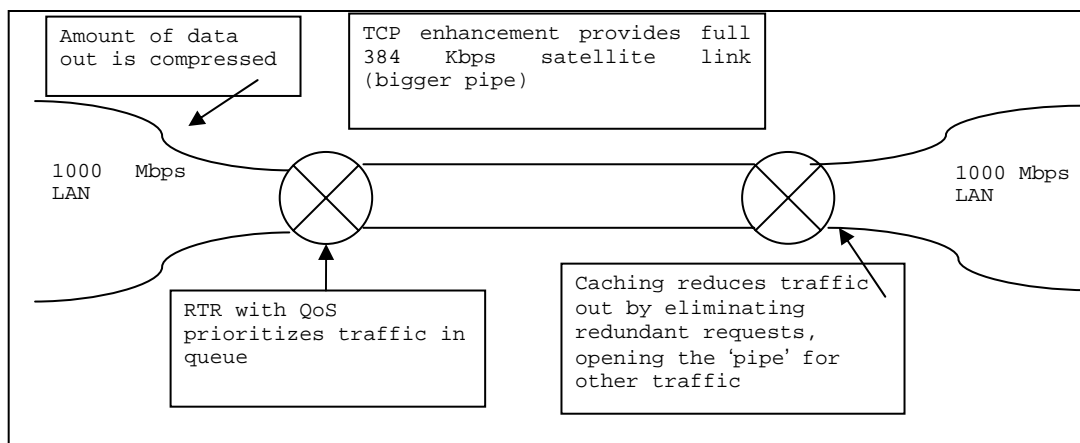 Amount of data
out is compressed
TCP enhancement provides full
384 Kbps satellite link
(bigger pipe)
1000 Mbps
LAN
1000 Mbps
LAN
RTR with QoS
prioritizes traffic in
queue
Caching reduces traffic
out by eliminating
redundant requests,
opening the ‘pipe’ for
other traffic